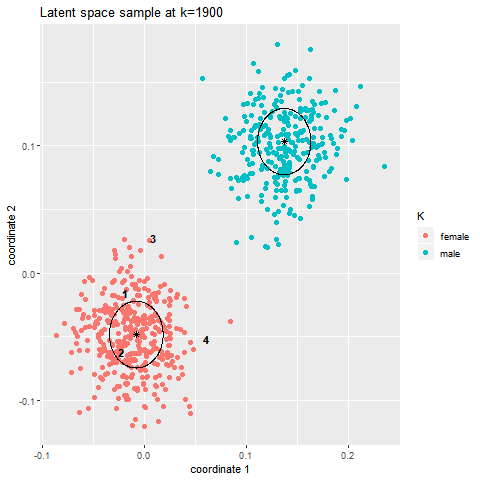 Latent space sample at k=1900
coordinate 2
0.1
0.0
-0.1
3
1
2
4
-0.1
0.0
0.1
0.2
coordinate 1
K
female
male